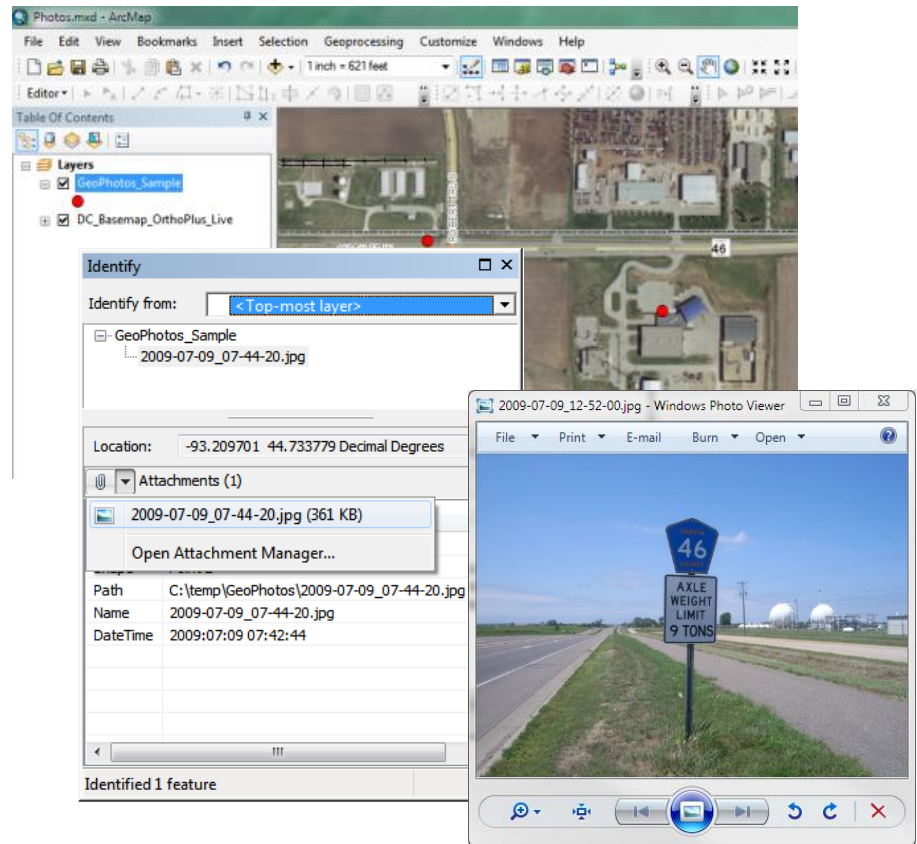 Photos.mxd - ArcMap
File Edit View Bookmarks Insert Selection Geoprocessing Customize Windows Help
1 inch = 621 feet
Editor
Table Of Contents
Layers
GeoPhotos_Sample
DC_Basemap_OrthoPlus_Live
46
Identify
Identify from: <Top-most layer>
GeoPhotos_Sample
2009-07-09_07-44-20.jpg
Location: -93.209701 44.733779 Decimal Degrees
Attachments (1)
2009-07-09_07-44-20.jpg (361 KB)
Open Attachment Manager...
Path C:\temp\GeoPhotos\2009-07-09_07-44-20.jpg
Name 2009-07-09_07-44-20.jpg
DateTime 2009:07:09 07:42:44
Identified 1 feature
2009-07-09_12-52-00.jpg - Windows Photo Viewer
File Print E-mail Burn Open
46
AXLE
WEIGHT
LIMIT
9 TONS